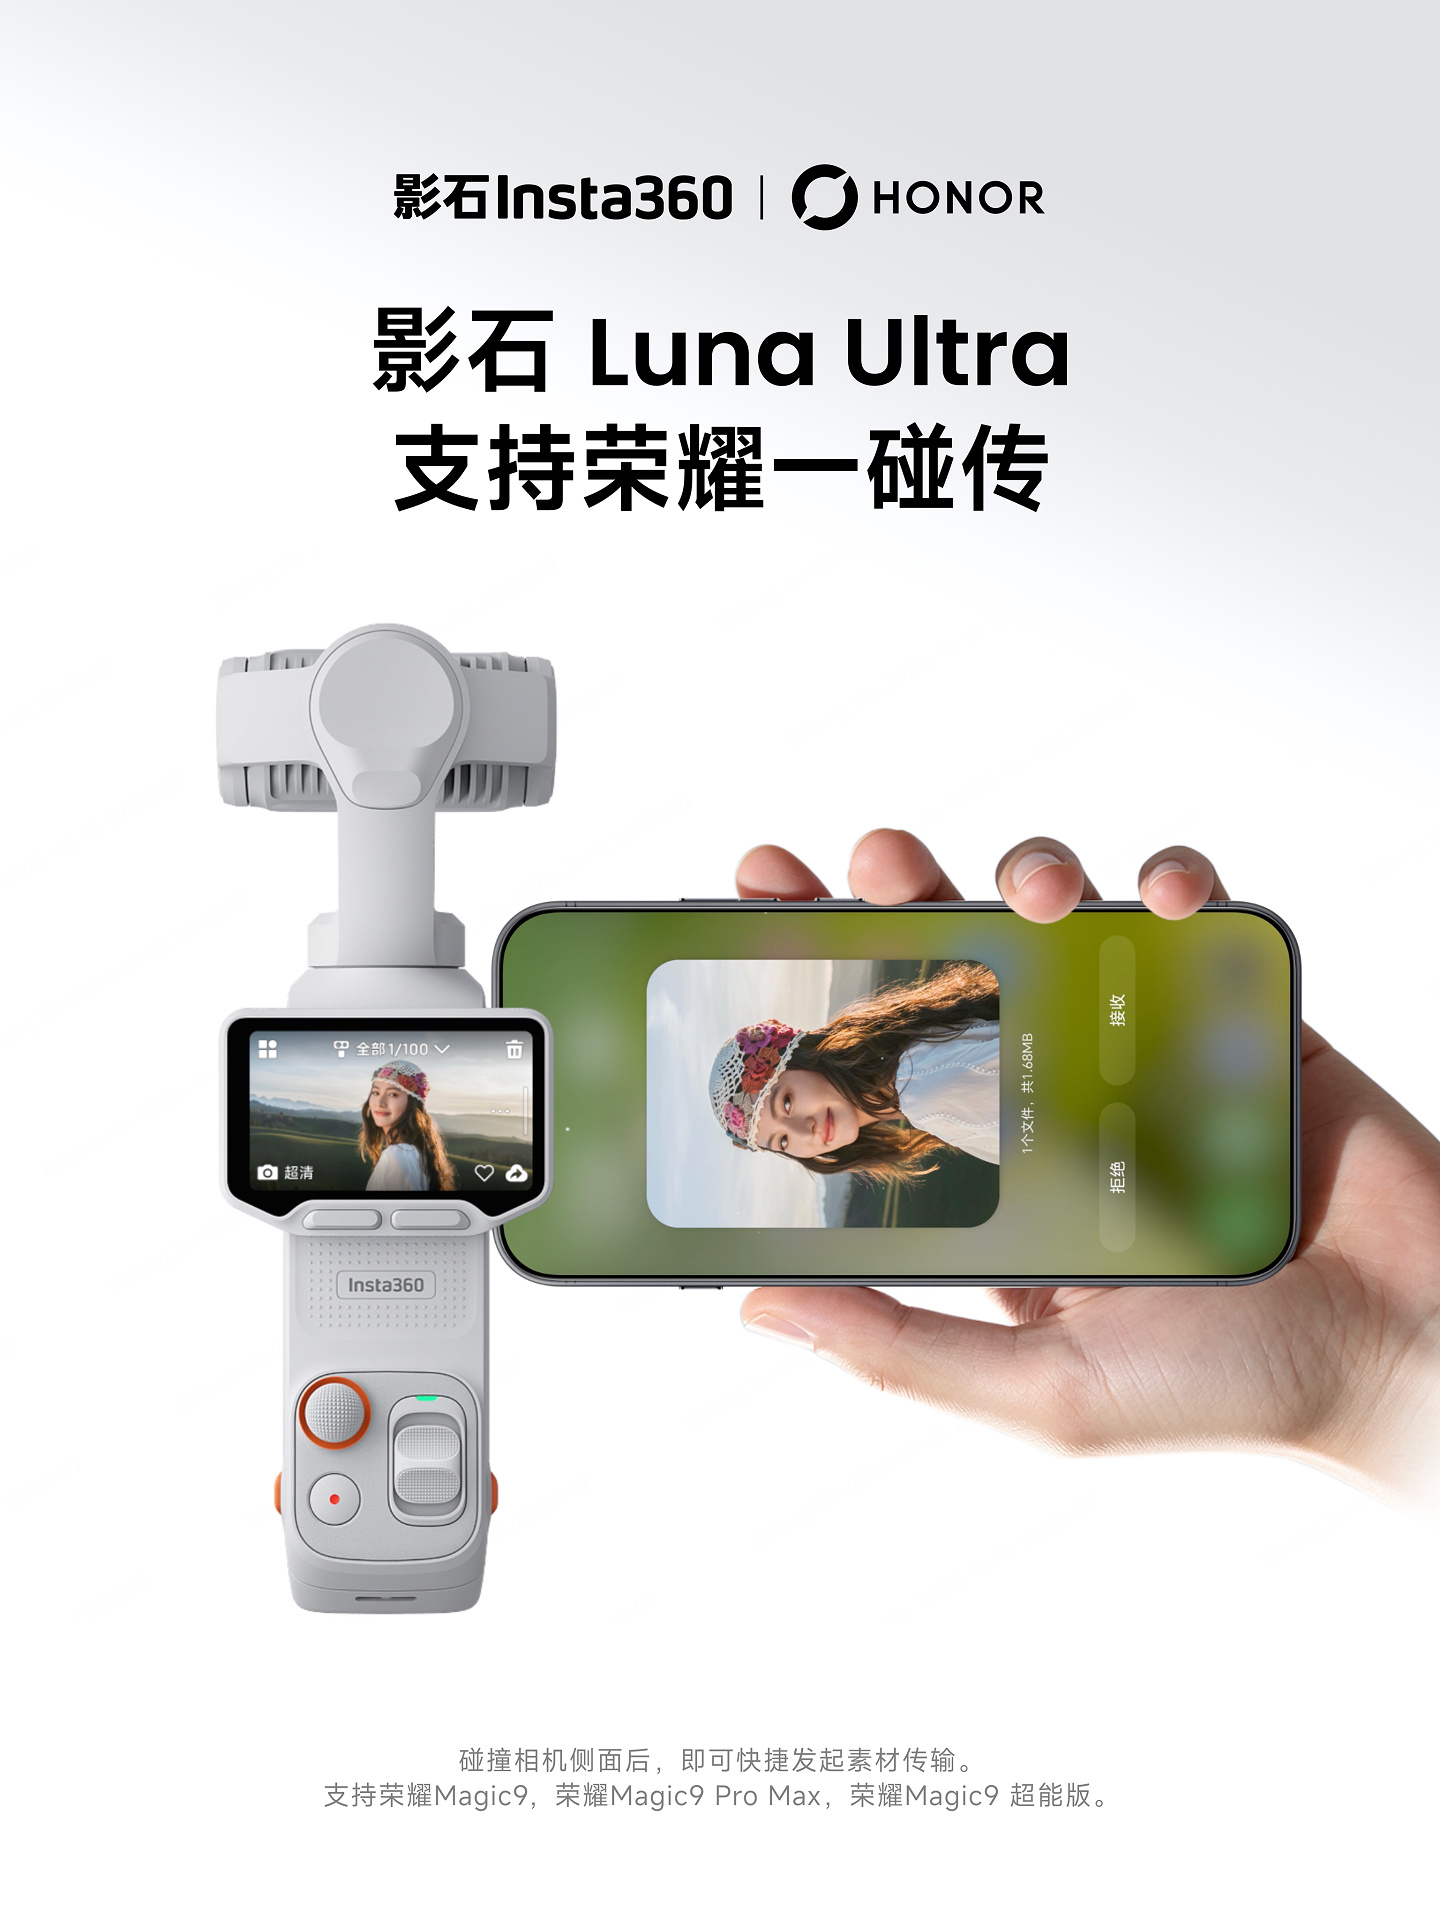 影石Insta360 | HONOR
影石 Luna Ultra
支持荣耀一碰传
全部1/100
超清
Insta360
1个文件，共1.68MB
接收
拒绝
碰撞相机侧面后，即可快捷发起素材传输。
支持荣耀Magic9，荣耀Magic9 Pro Max，荣耀Magic9 超能版。